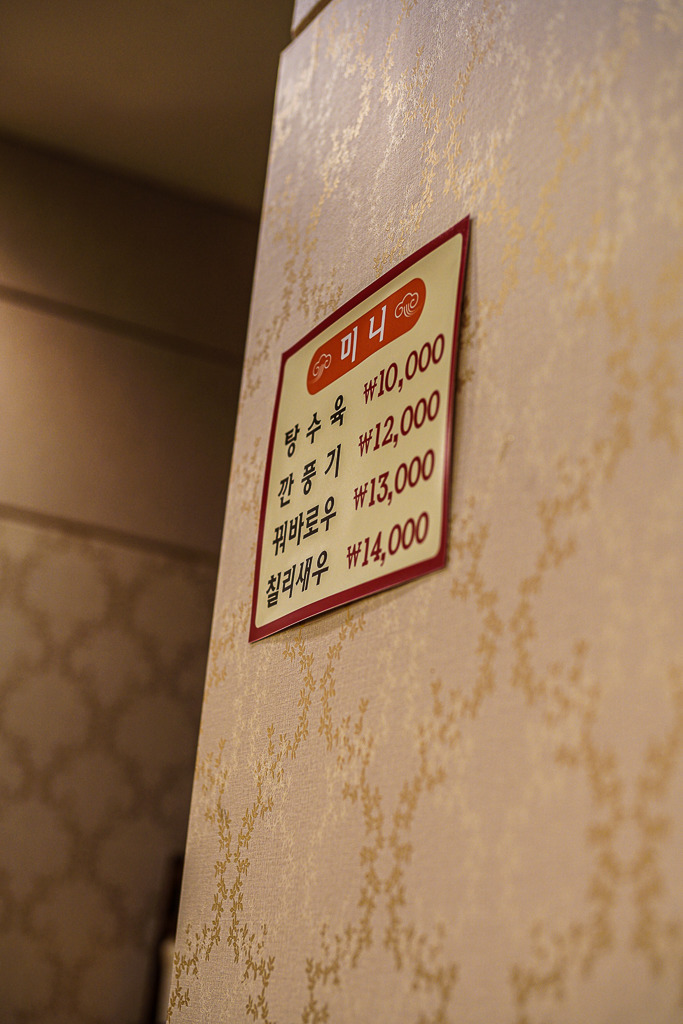 미니
탕수육 ₩10,000
깐풍기 ₩12,000
꿔바로우 ₩13,000
칠리새우 ₩14,000